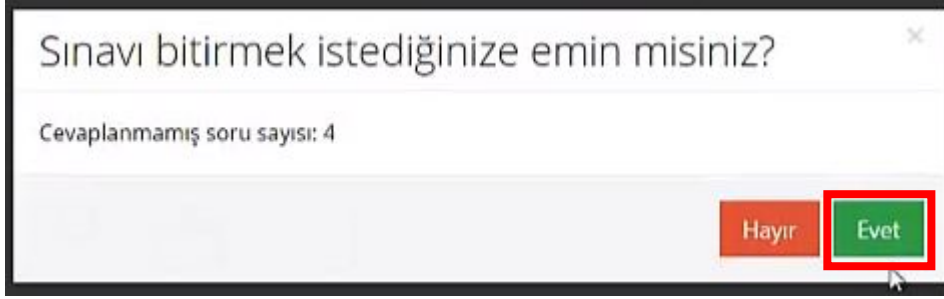 Sınavı bitirmek istediğinize emin misiniz?
Cevaplanmamış soru sayısı: 4
Hayır
Evet